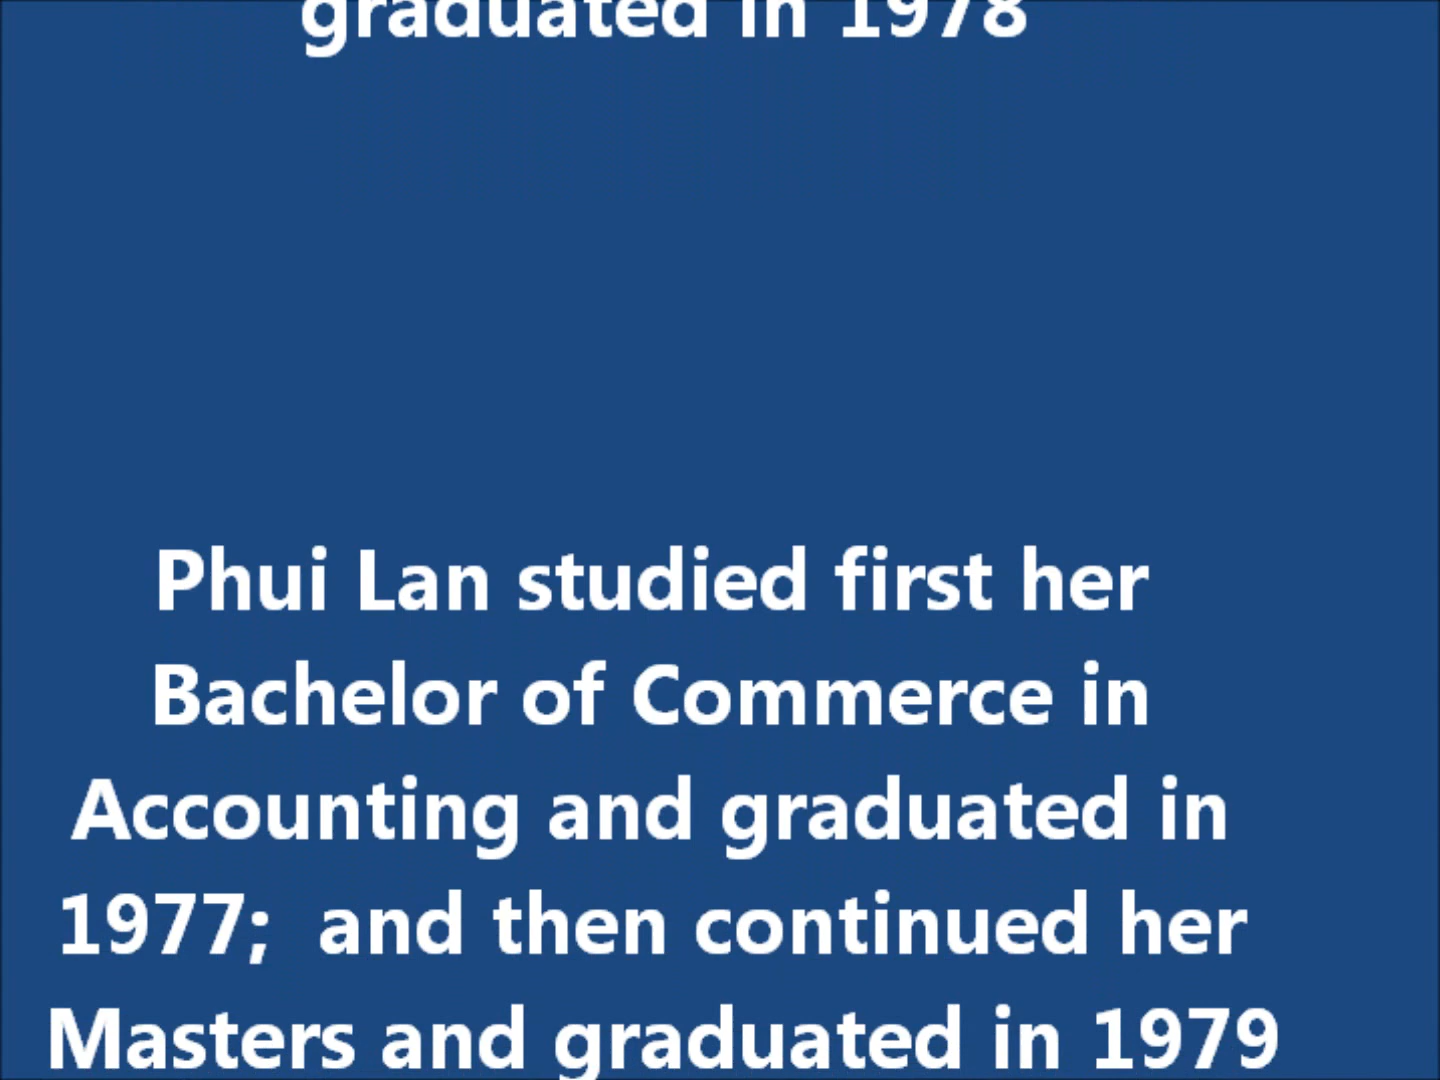 graduated in 1978
Phui Lan studied first her
Bachelor of Commerce in
Accounting and graduated in
1977;  and then continued her
Masters and graduated in 1979